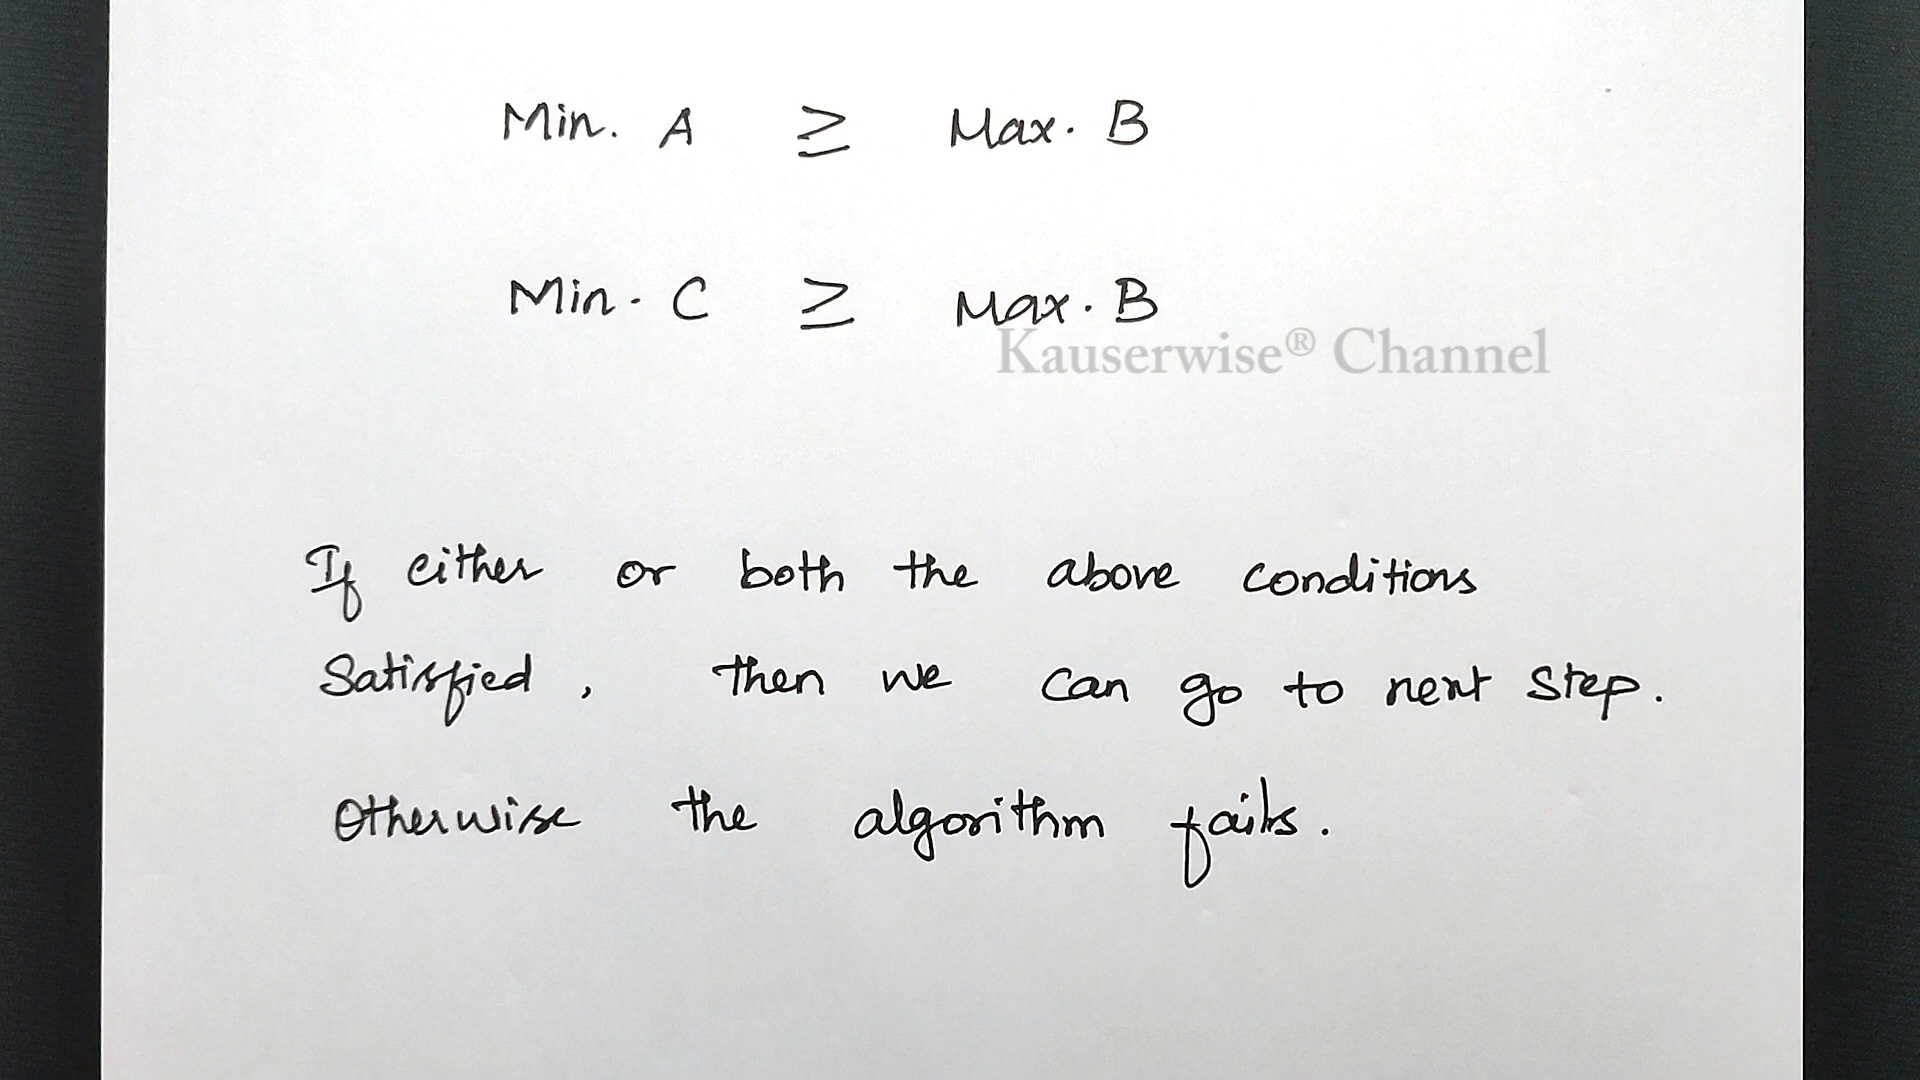 Min. A ≥ Max. B
Min. C ≥ Max. B
Kauserwise® Channel
If either or both the above conditions
Satisfied, then we can go to next step.
Otherwise the algorithm fails.